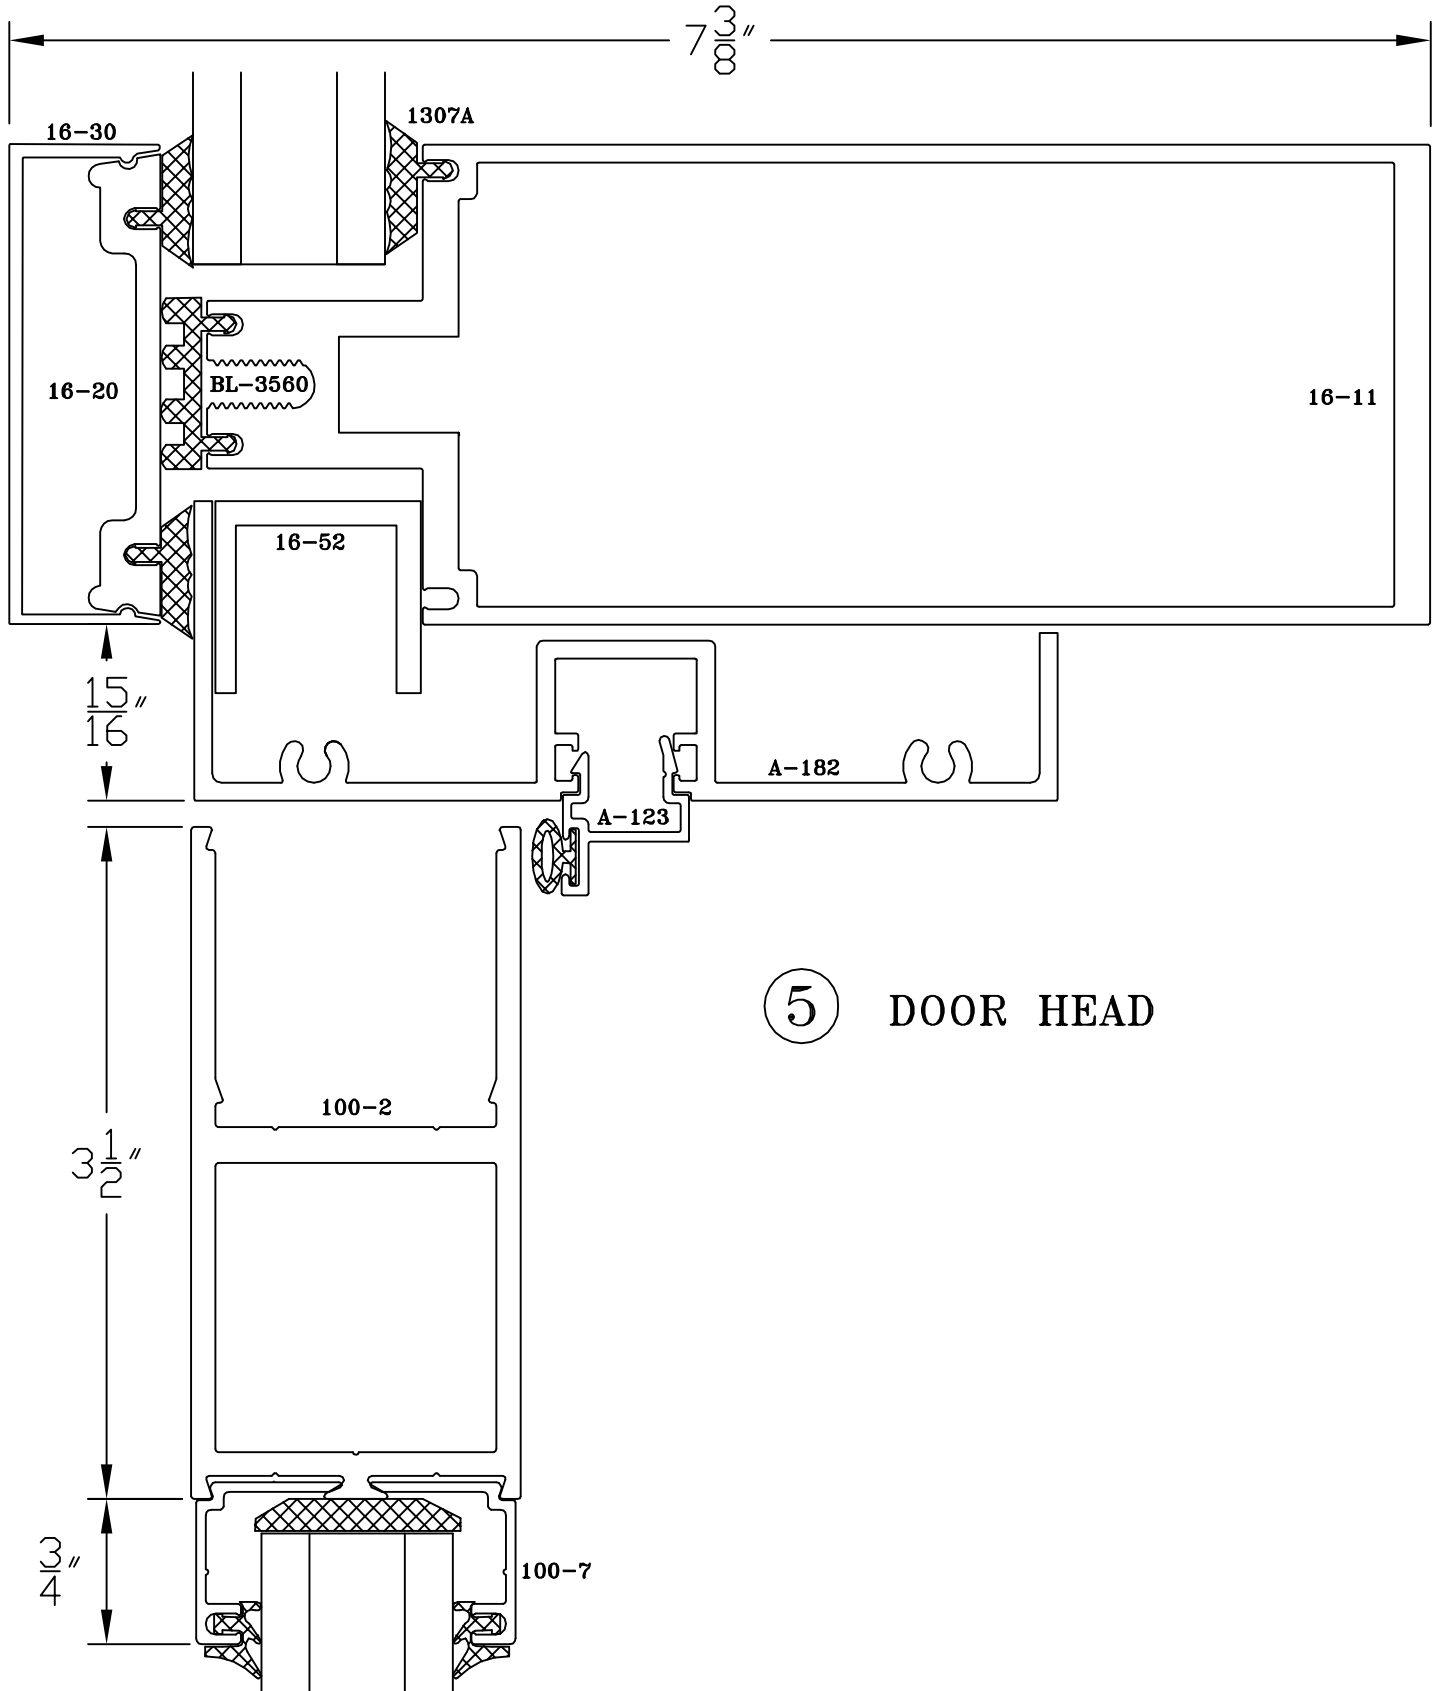 7 3/8"
1307A
16-30
16-20
BL-3560
16-11
16-52
15/16"
A-182
A-123
5 DOOR HEAD
100-2
3 1/2"
3/4"
100-7